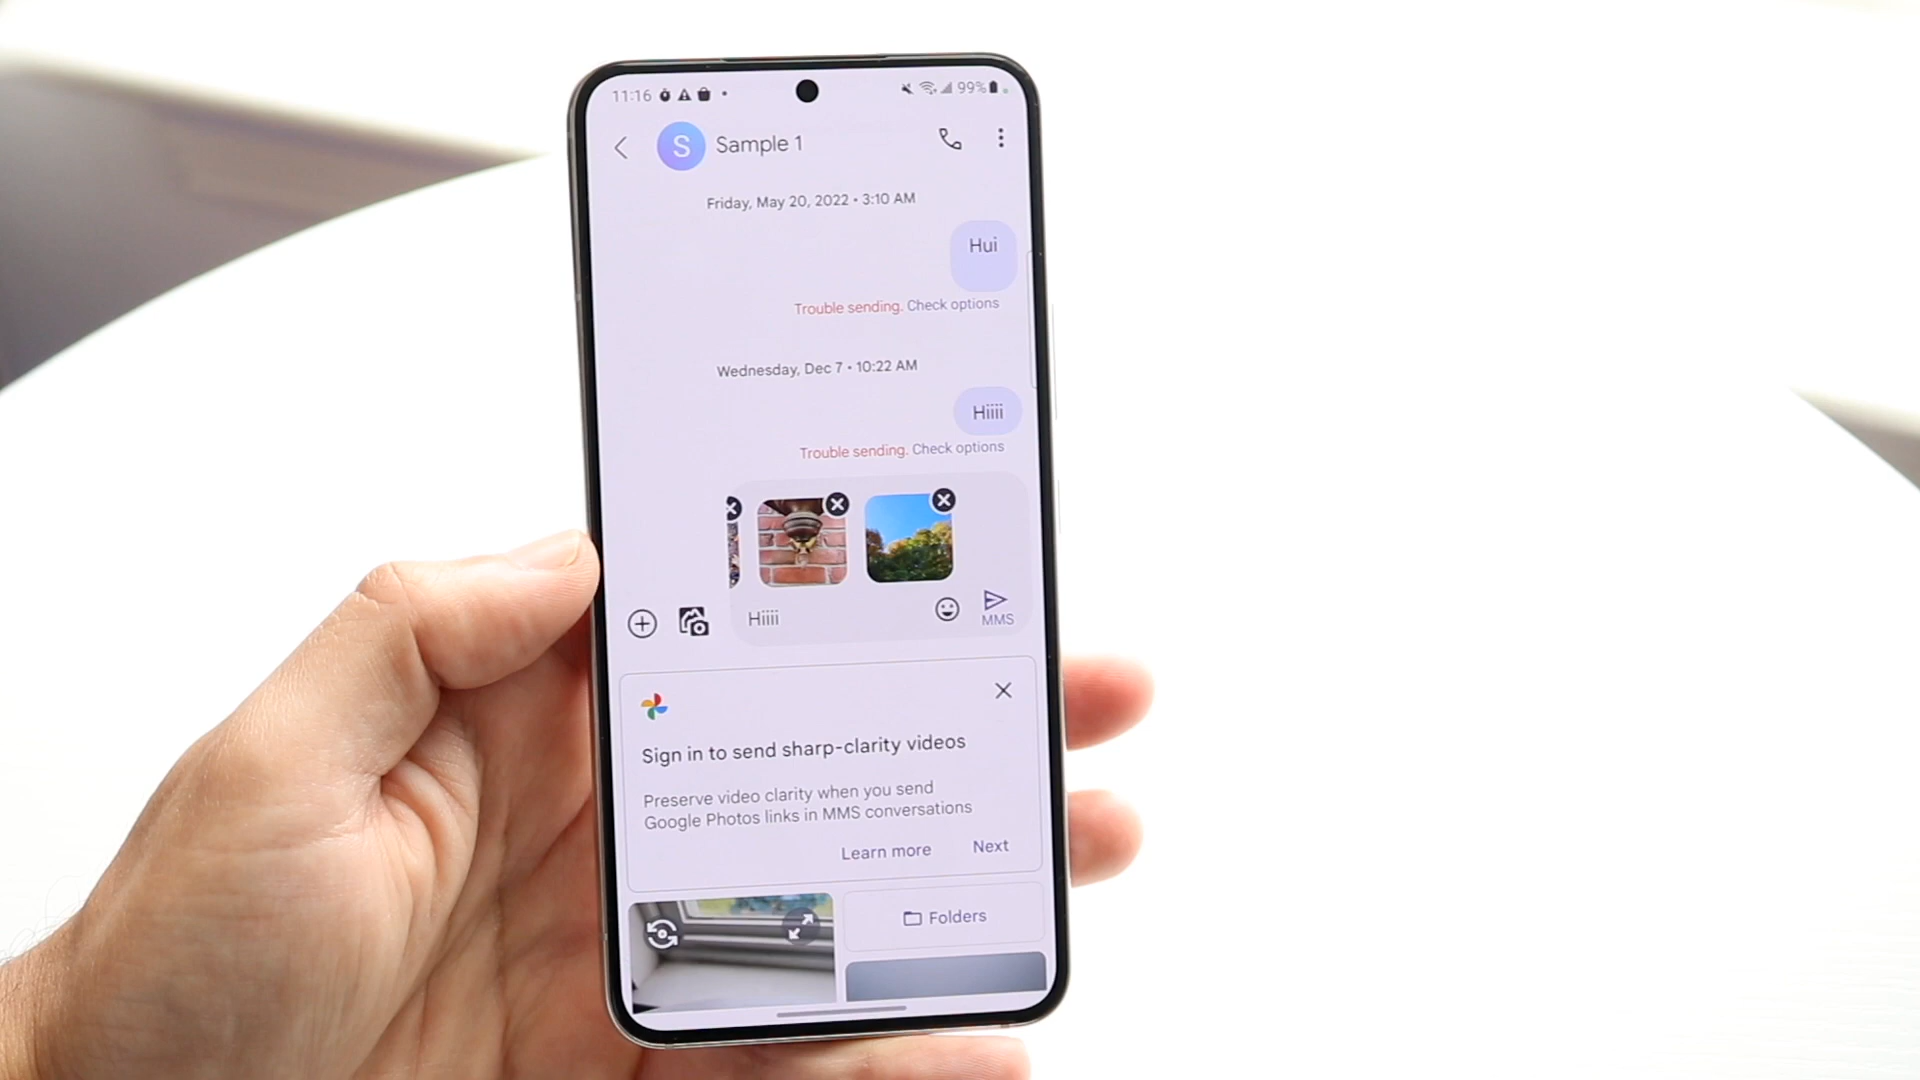 11:16 99%
S Sample 1
Friday, May 20, 2022 • 3:10 AM
Hui
Trouble sending. Check options
Wednesday, Dec 7 • 10:22 AM
Hiiii
Trouble sending. Check options
Hiiii
MMS
Sign in to send sharp-clarity videos
Preserve video clarity when you send
Google Photos links in MMS conversations
Learn more Next
Folders